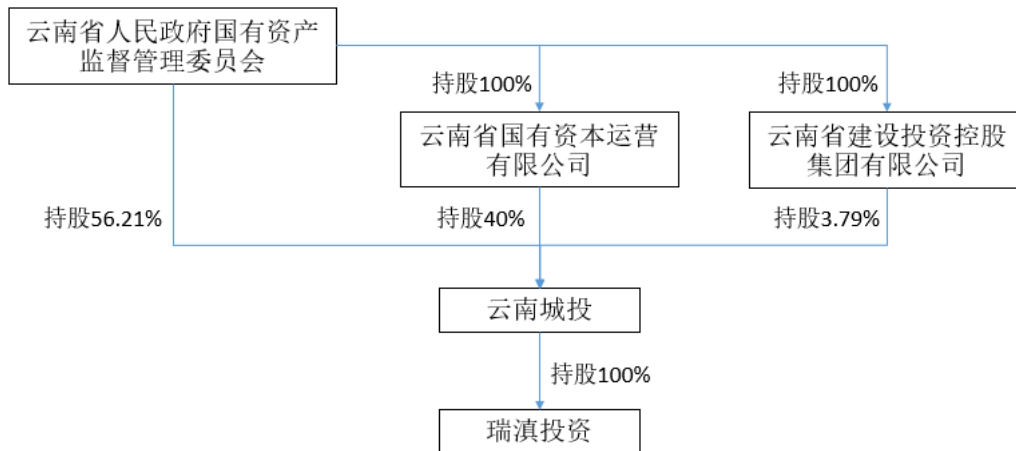 云南省人民政府国有资产
监督管理委员会
持股100%
持股100%
云南省国有资本运营
有限公司
云南省建设投资控股
集团有限公司
持股56.21%
持股40%
持股3.79%
云南城投
持股100%
瑞滇投资